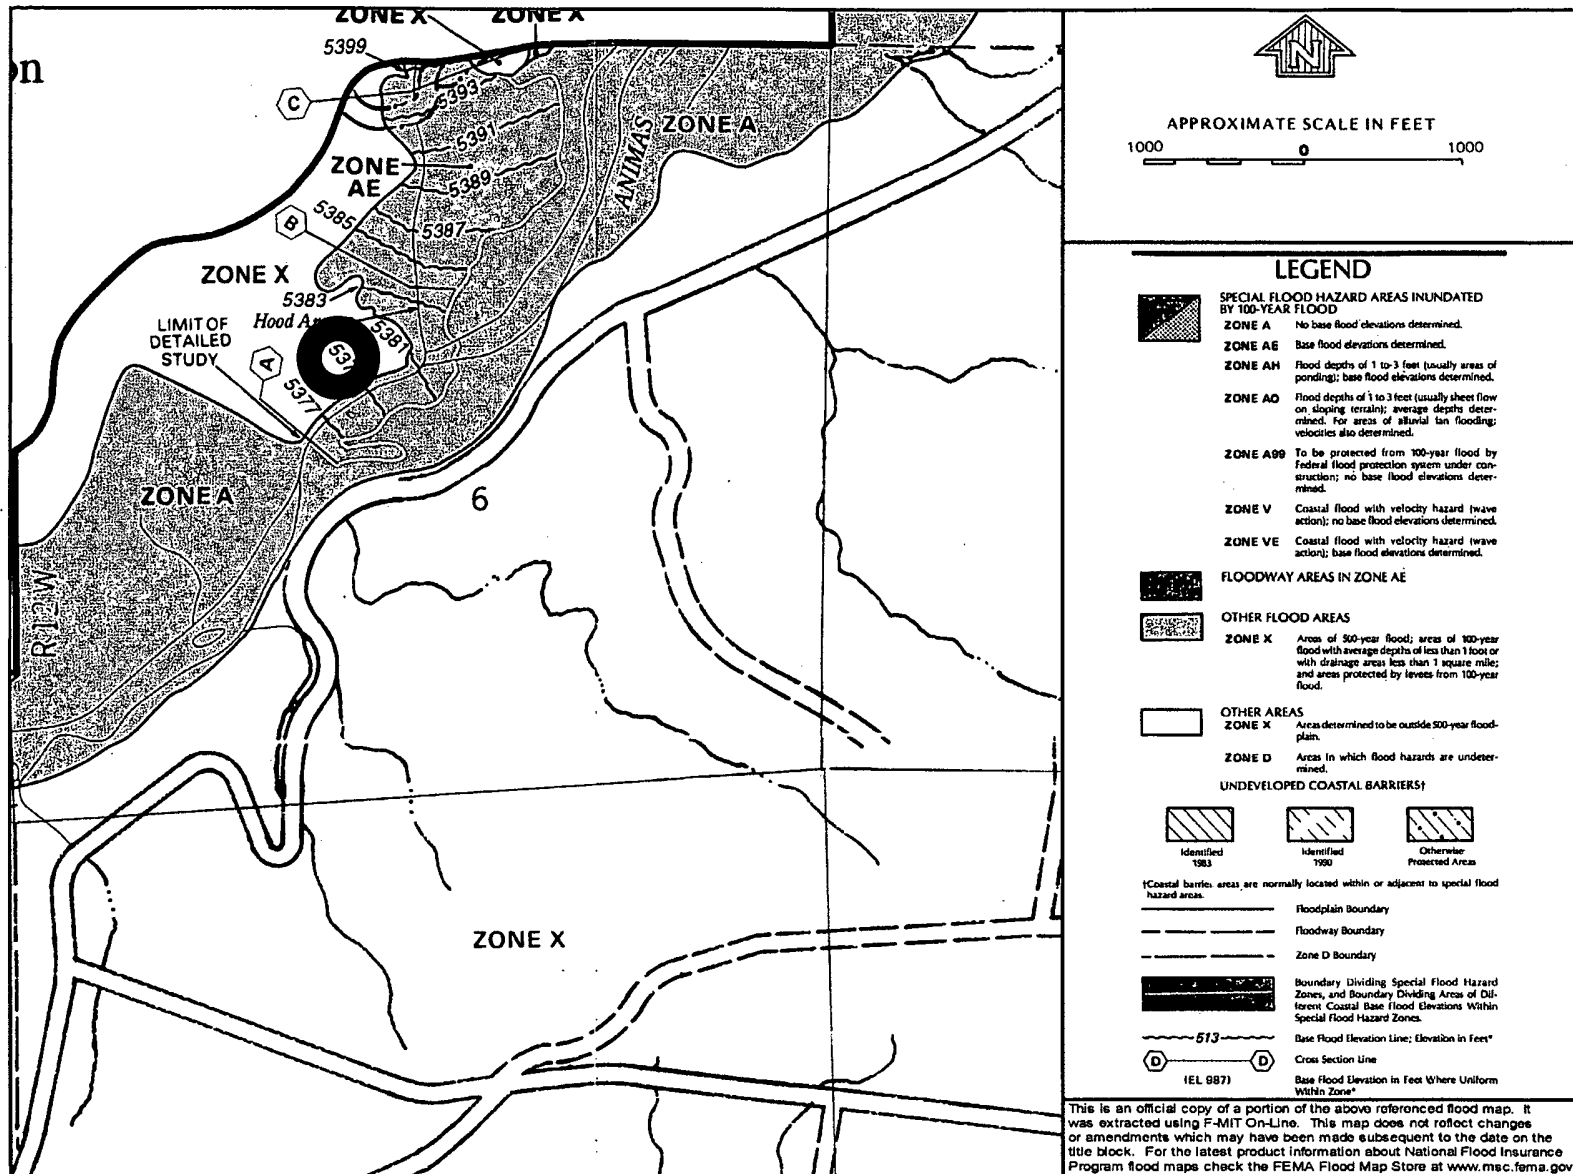 ZONE X
ZONE X
5399
C
5393
5391
ZONE A
ANIMAS
ZONE
AE
5389
5385
B
5387
ZONE X
5383
Hood
5381
LIMIT OF
DETAILED
STUDY
A
5377
ZONE A
6
R 12 W
ZONE X
N
APPROXIMATE SCALE IN FEET
1000 0 1000
LEGEND
SPECIAL FLOOD HAZARD AREAS INUNDATED
BY 100-YEAR FLOOD
ZONE A No base flood elevations determined.
ZONE AE Base flood elevations determined.
ZONE AH Flood depths of 1 to 3 feet (usually areas of
ponding); base flood elevations determined.
ZONE AO Flood depths of 1 to 3 feet (usually sheet flow
on sloping terrain); average depths deter-
mined. For areas of alluvial fan flooding;
velocities also determined.
ZONE A99 To be protected from 100-year flood by
Federal flood protection system under con-
struction; no base flood elevations deter-
mined.
ZONE V Coastal flood with velocity hazard (wave
action); no base flood elevations determined.
ZONE VE Coastal flood with velocity hazard (wave
action); base flood elevations determined.
FLOODWAY AREAS IN ZONE AE
OTHER FLOOD AREAS
ZONE X Areas of 500-year flood; areas of 100-year
flood with average depths of less than 1 foot or
with drainage areas less than 1 square mile;
and areas protected by levees from 100-year
flood.
OTHER AREAS
ZONE X Areas determined to be outside 500-year flood-
plain.
ZONE D Areas in which flood hazards are undeter-
mined.
UNDEVELOPED COASTAL BARRIERS†
Identified
1983
Identified
1990
Otherwise
Protected Areas
†Coastal barrier areas are normally located within or adjacent to special flood
hazard areas.
Floodplain Boundary
Floodway Boundary
Zone D Boundary
Boundary Dividing Special Flood Hazard
Zones, and Boundary Dividing Areas of Dif-
ferent Coastal Base Flood Elevations Within
Special Flood Hazard Zones.
513 Base Flood Elevation Line; Elevation in Feet*
D D Cross Section Line
(EL 987) Base Flood Elevation in Feet Where Uniform
Within Zone*
This is an official copy of a portion of the above referenced flood map. It
was extracted using F-MIT On-Line. This map does not reflect changes
or amendments which may have been made subsequent to the date on the
title block. For the latest product information about National Flood Insurance
Program flood maps check the FEMA Flood Map Store at www.msc.fema.gov